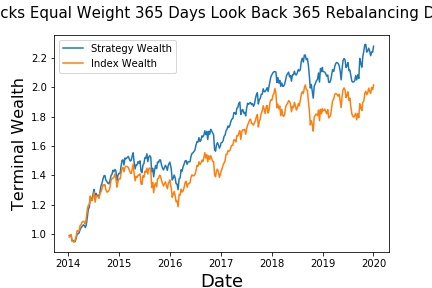 cks Equal Weight 365 Days Look Back 365 Rebalancing D
Strategy Wealth
Index Wealth
2.2
2.0
1.8
1.6
1.4
1.2
1.0
Terminal Wealth
2014 2015 2016 2017 2018 2019 2020
Date